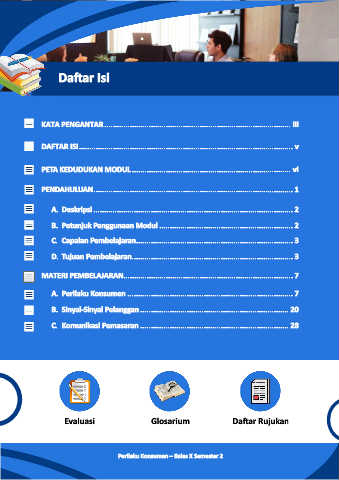 Daftar Isi
KATA PENGANTAR ........ iii
DAFTAR ISI ........ v
PETA KEDUDUKAN MODUL ........ vi
PENDAHULUAN ........ 1
A. Deskripsi ........ 2
B. Petunjuk Penggunaan Modul ........ 2
C. Capaian Pembelajaran ........ 3
D. Tujuan Pembelajaran ........ 3
MATERI PEMBELAJARAN ........ 7
A. Perilaku Konsumen ........ 7
B. Sinyal-Sinyal Pelanggan ........ 20
C. Komunikasi Pemasaran ........ 28
Evaluasi
Glosarium
Daftar Rujukan
Perilaku Konsumen – Kelas X Semester 2